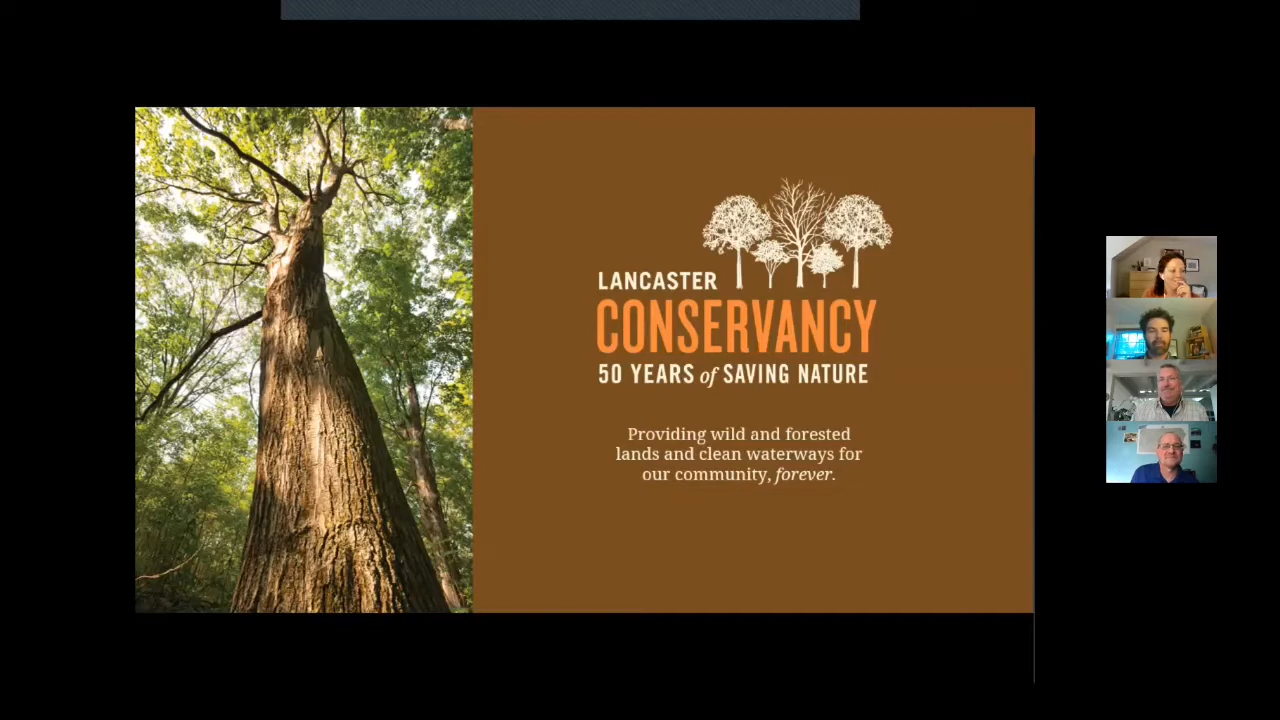 LANCASTER
CONSERVANCY
50 YEARS of SAVING NATURE
Providing wild and forested
lands and clean waterways for
our community, forever.